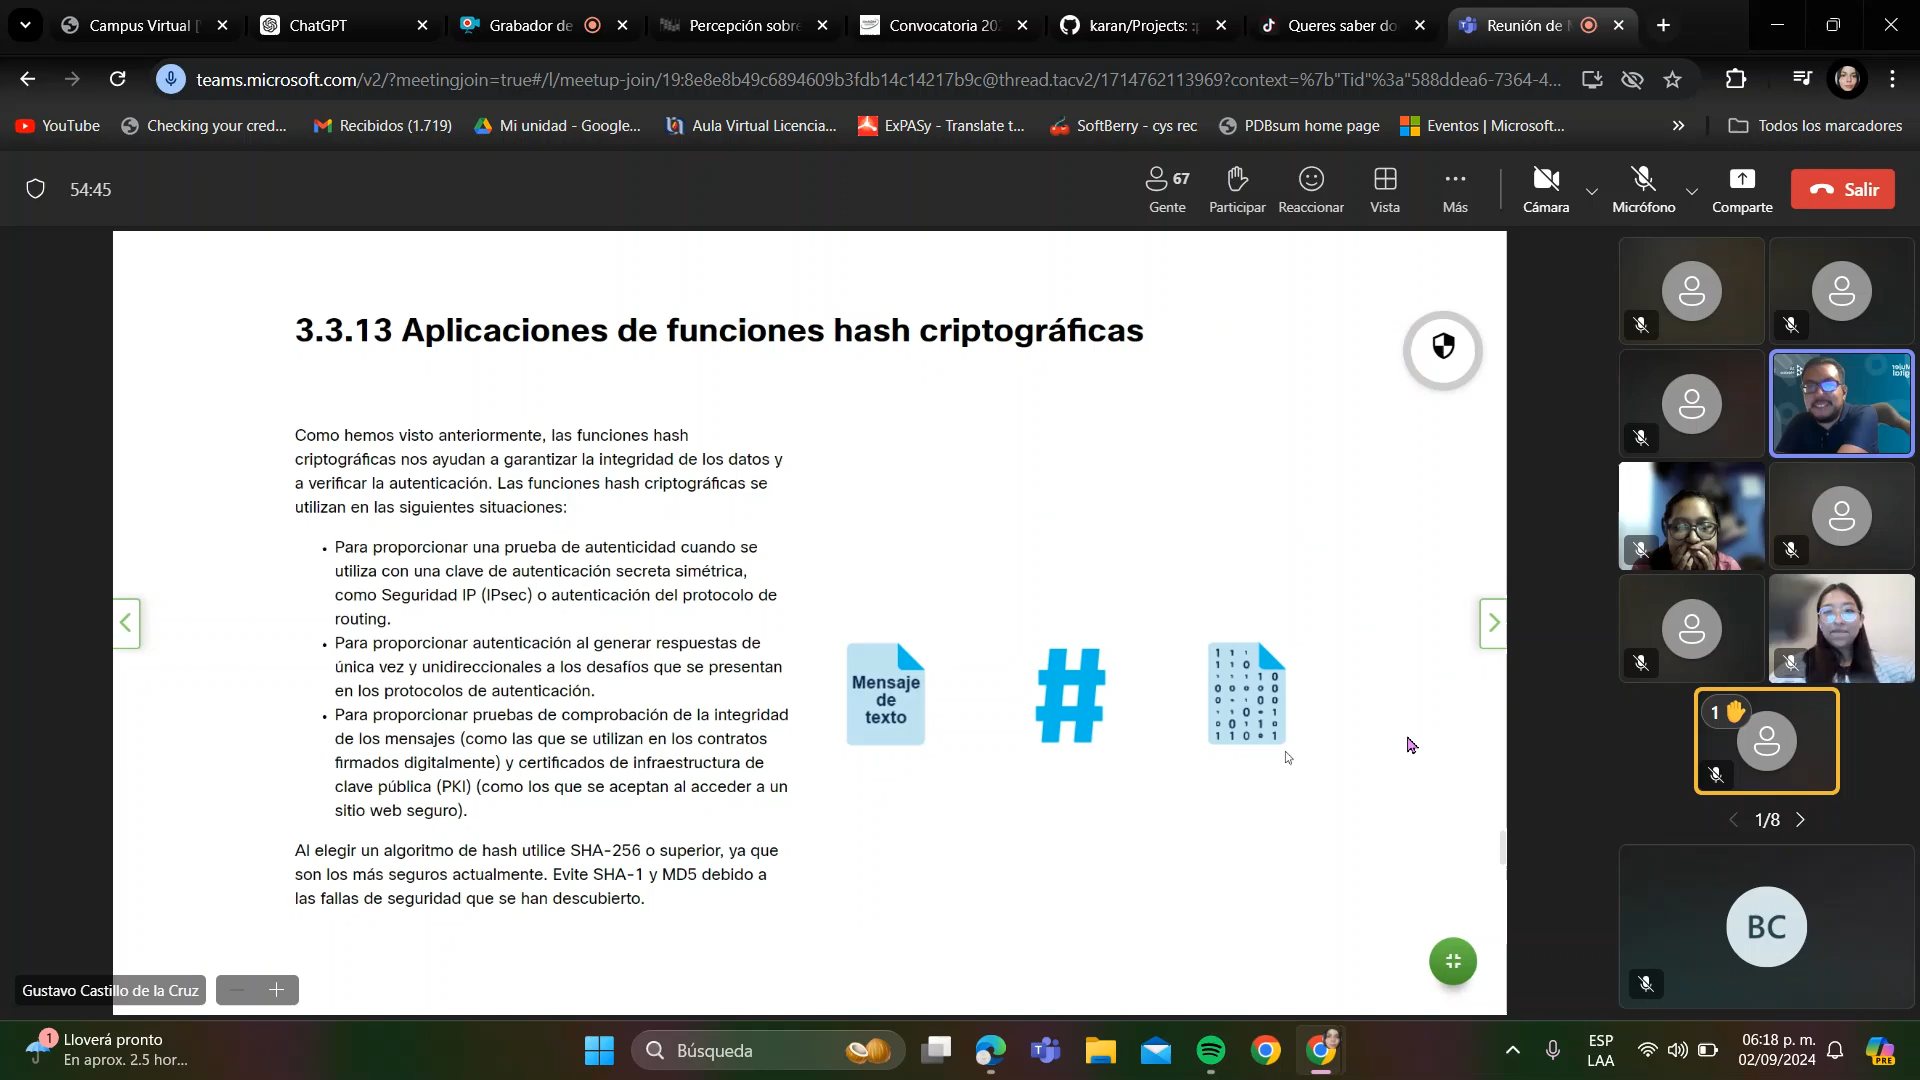 Campus Virtual [
ChatGPT
Grabador de
Percepción sobre
Convocatoria 202
karan/Projects: :p
Queres saber do
Reunión de M
teams.microsoft.com/v2/?meetingjoin=true#/l/meetup-join/19:8e8e8b49c6894609b3fdb14c14217b9c@thread.tacv2/1714762113969?context=%7b"Tid"%3a"588ddea6-7364-4...
YouTube
Checking your cred...
Recibidos (1.719)
Mi unidad - Google...
Aula Virtual Licencia...
ExPASy - Translate t...
SoftBerry - cys rec
PDBsum home page
Eventos | Microsoft...
»
Todos los marcadores
54:45
67
Gente
Participar
Reaccionar
Vista
Más
Cámara
Micrófono
Comparte
Salir
3.3.13 Aplicaciones de funciones hash criptográficas
Como hemos visto anteriormente, las funciones hash
criptográficas nos ayudan a garantizar la integridad de los datos y
a verificar la autenticación. Las funciones hash criptográficas se
utilizan en las siguientes situaciones:
• Para proporcionar una prueba de autenticidad cuando se
utiliza con una clave de autenticación secreta simétrica,
como Seguridad IP (IPsec) o autenticación del protocolo de
routing.
• Para proporcionar autenticación al generar respuestas de
única vez y unidireccionales a los desafíos que se presentan
en los protocolos de autenticación.
• Para proporcionar pruebas de comprobación de la integridad
de los mensajes (como las que se utilizan en los contratos
firmados digitalmente) y certificados de infraestructura de
clave pública (PKI) (como los que se aceptan al acceder a un
sitio web seguro).
Al elegir un algoritmo de hash utilice SHA-256 o superior, ya que
son los más seguros actualmente. Evite SHA-1 y MD5 debido a
las fallas de seguridad que se han descubierto.
Mensaje
de
texto
#
1
1/8
BC
Gustavo Castillo de la Cruz
1
Lloverá pronto
En aprox. 2.5 hor...
Búsqueda
ESP
LAA
06:18 p. m.
02/09/2024
PRE